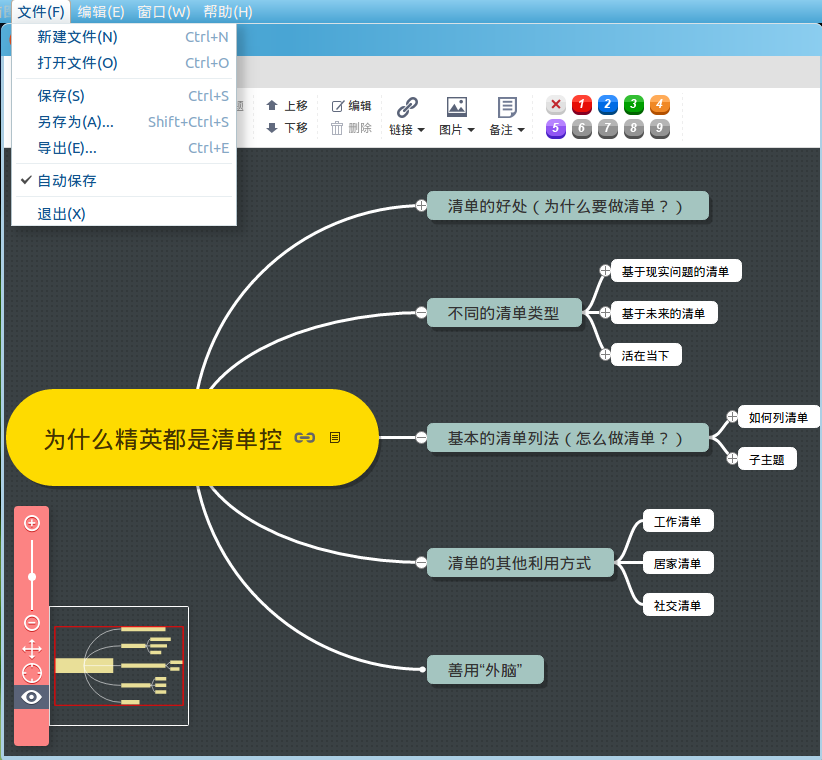 文件(F) 编辑(E) 窗口(W) 帮助(H)
新建文件(N) Ctrl+N
打开文件(O) Ctrl+O
保存(S) Ctrl+S
另存为(A)... Shift+Ctrl+S
导出(E)... Ctrl+E
自动保存
退出(X)
上移
下移
编辑
删除
链接
图片
备注
1 2 3 4
5 6 7 8 9
为什么精英都是清单控
清单的好处（为什么要做清单？）
不同的清单类型
基于现实问题的清单
基于未来的清单
活在当下
基本的清单列法（怎么做清单？）
如何列清单
子主题
清单的其他利用方式
工作清单
居家清单
社交清单
善用“外脑”